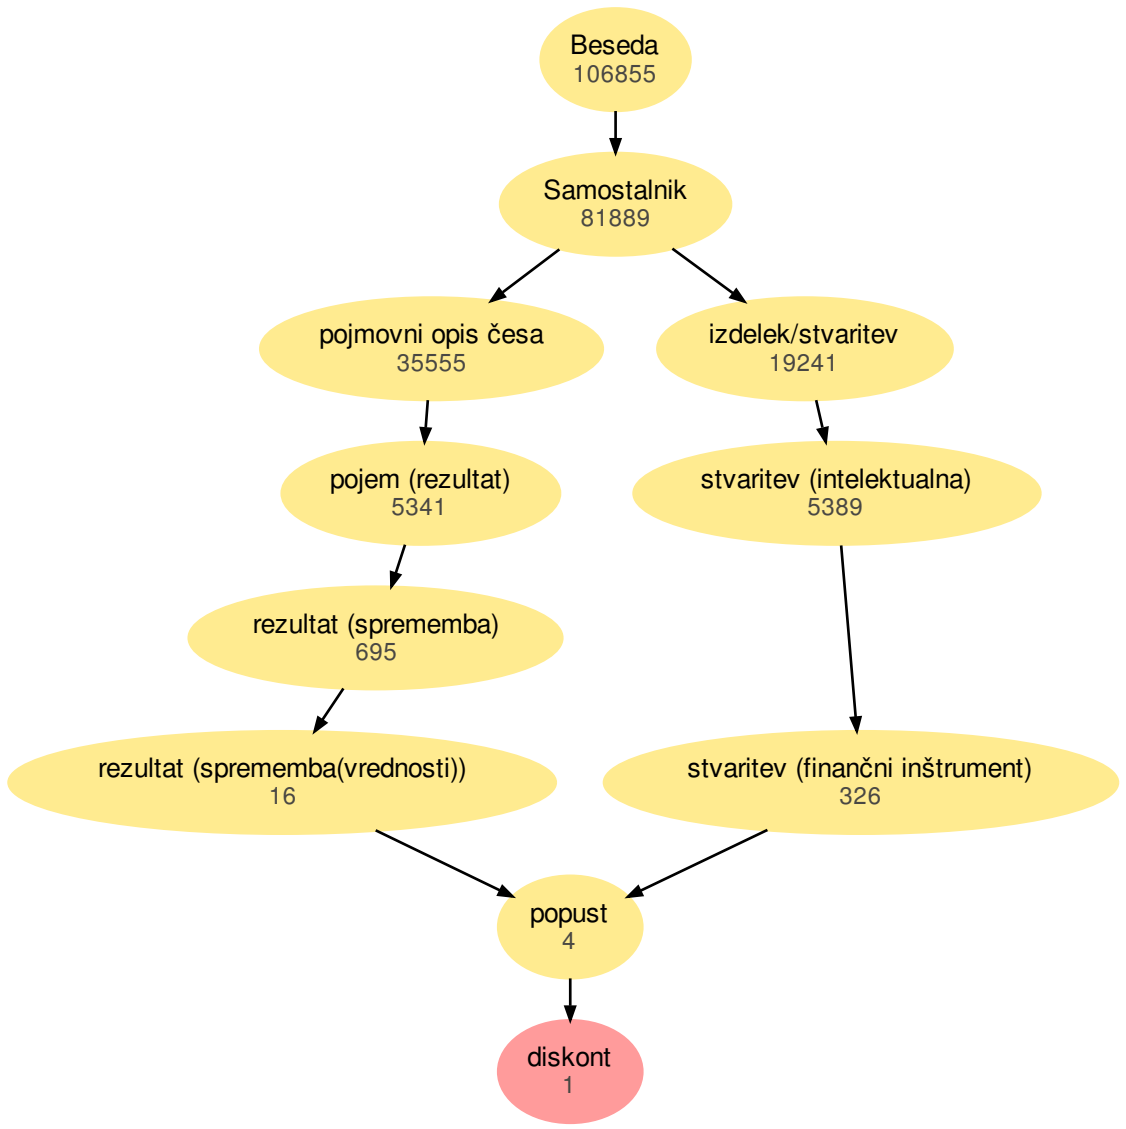 Beseda
106855
Samostalnik
81889
pojmovni opis česa
35555
izdelek/stvaritev
19241
pojem (rezultat)
5341
stvaritev (intelektualna)
5389
rezultat (sprememba)
695
rezultat (sprememba(vrednosti))
16
stvaritev (finančni inštrument)
326
popust
4
diskont
1